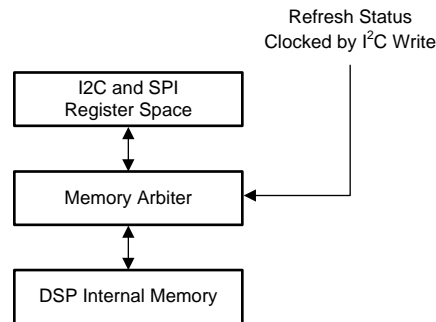 Refresh Status
Clocked by I²C Write
I2C and SPI
Register Space
Memory Arbiter
DSP Internal Memory